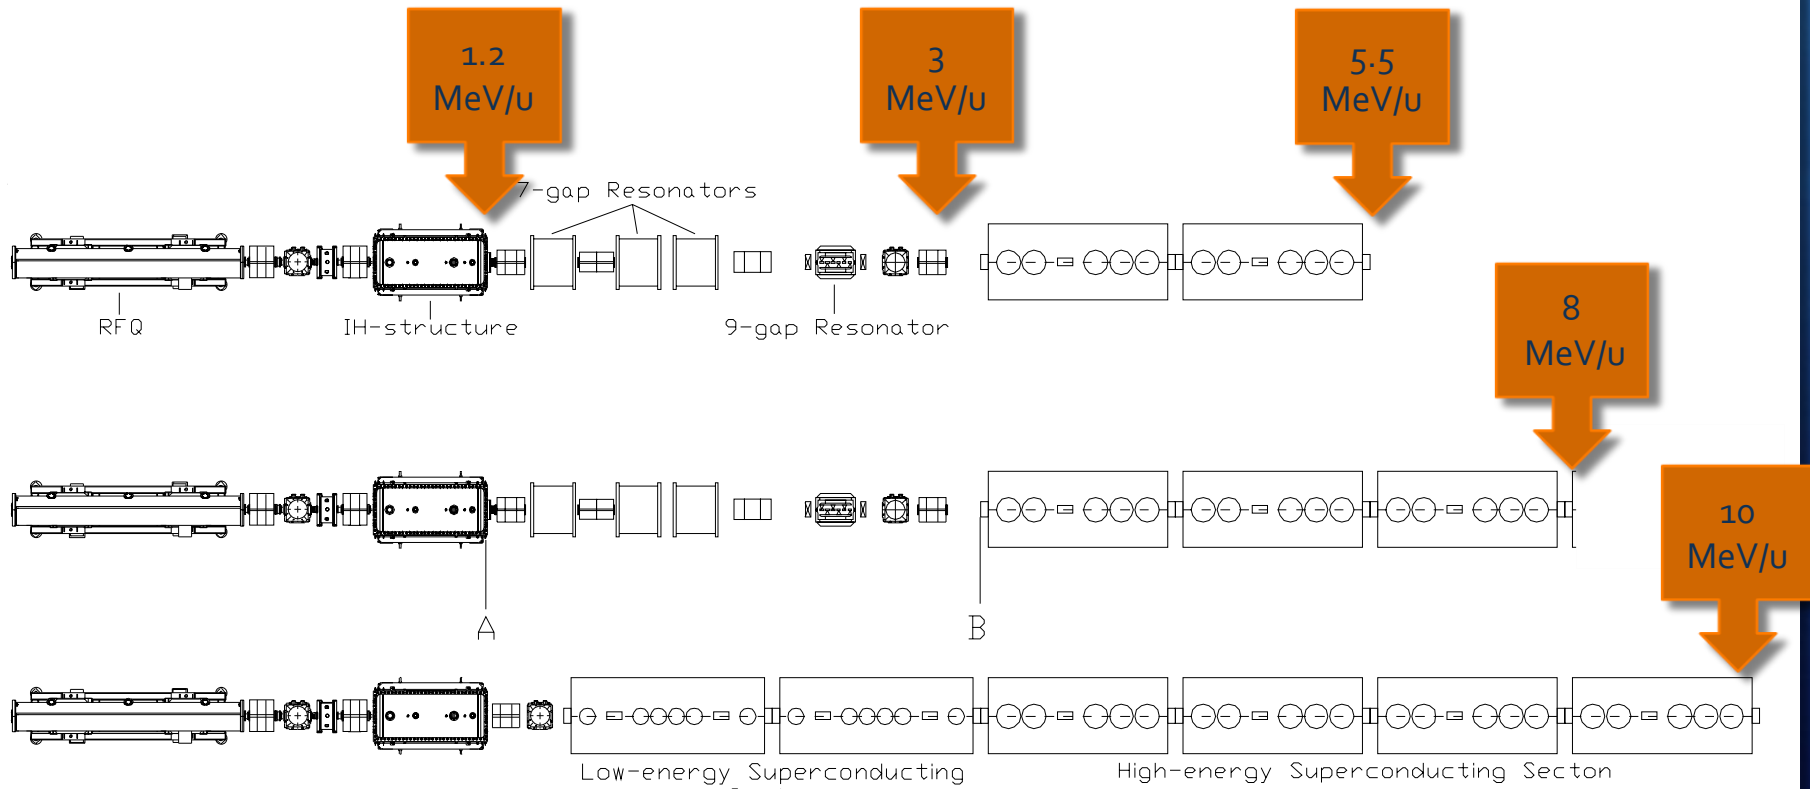 1.2
MeV/u
3
MeV/u
5.5
MeV/u
7-gap Resonators
RFQ
IH-structure
9-gap Resonator
8
MeV/u
10
MeV/u
A
B
Low-energy Superconducting
High-energy Superconducting Secton